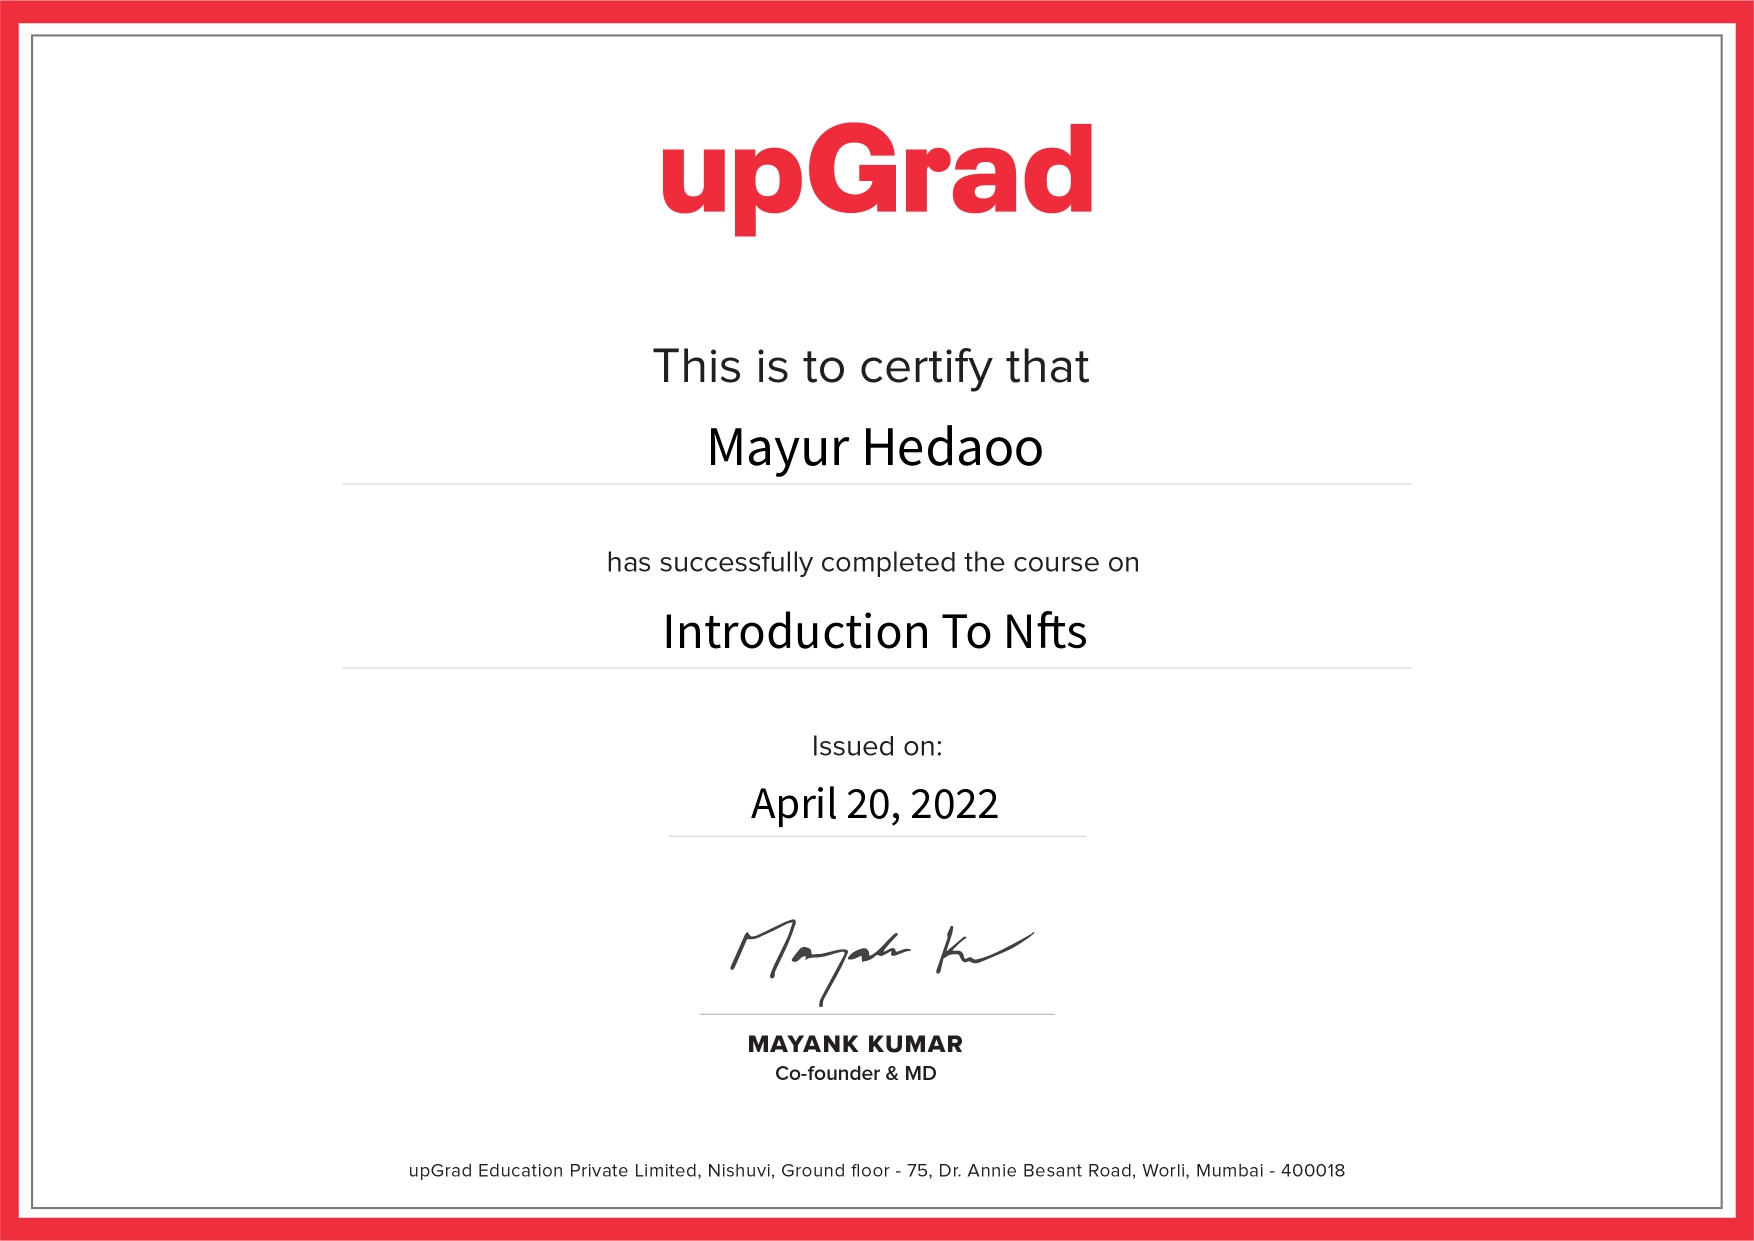 upGrad
This is to certify that
Mayur Hedaoo
has successfully completed the course on
Introduction To Nfts
Issued on:
April 20, 2022
Mayank Ku
MAYANK KUMAR
Co-founder & MD
upGrad Education Private Limited, Nishuvi, Ground floor - 75, Dr. Annie Besant Road, Worli, Mumbai - 400018